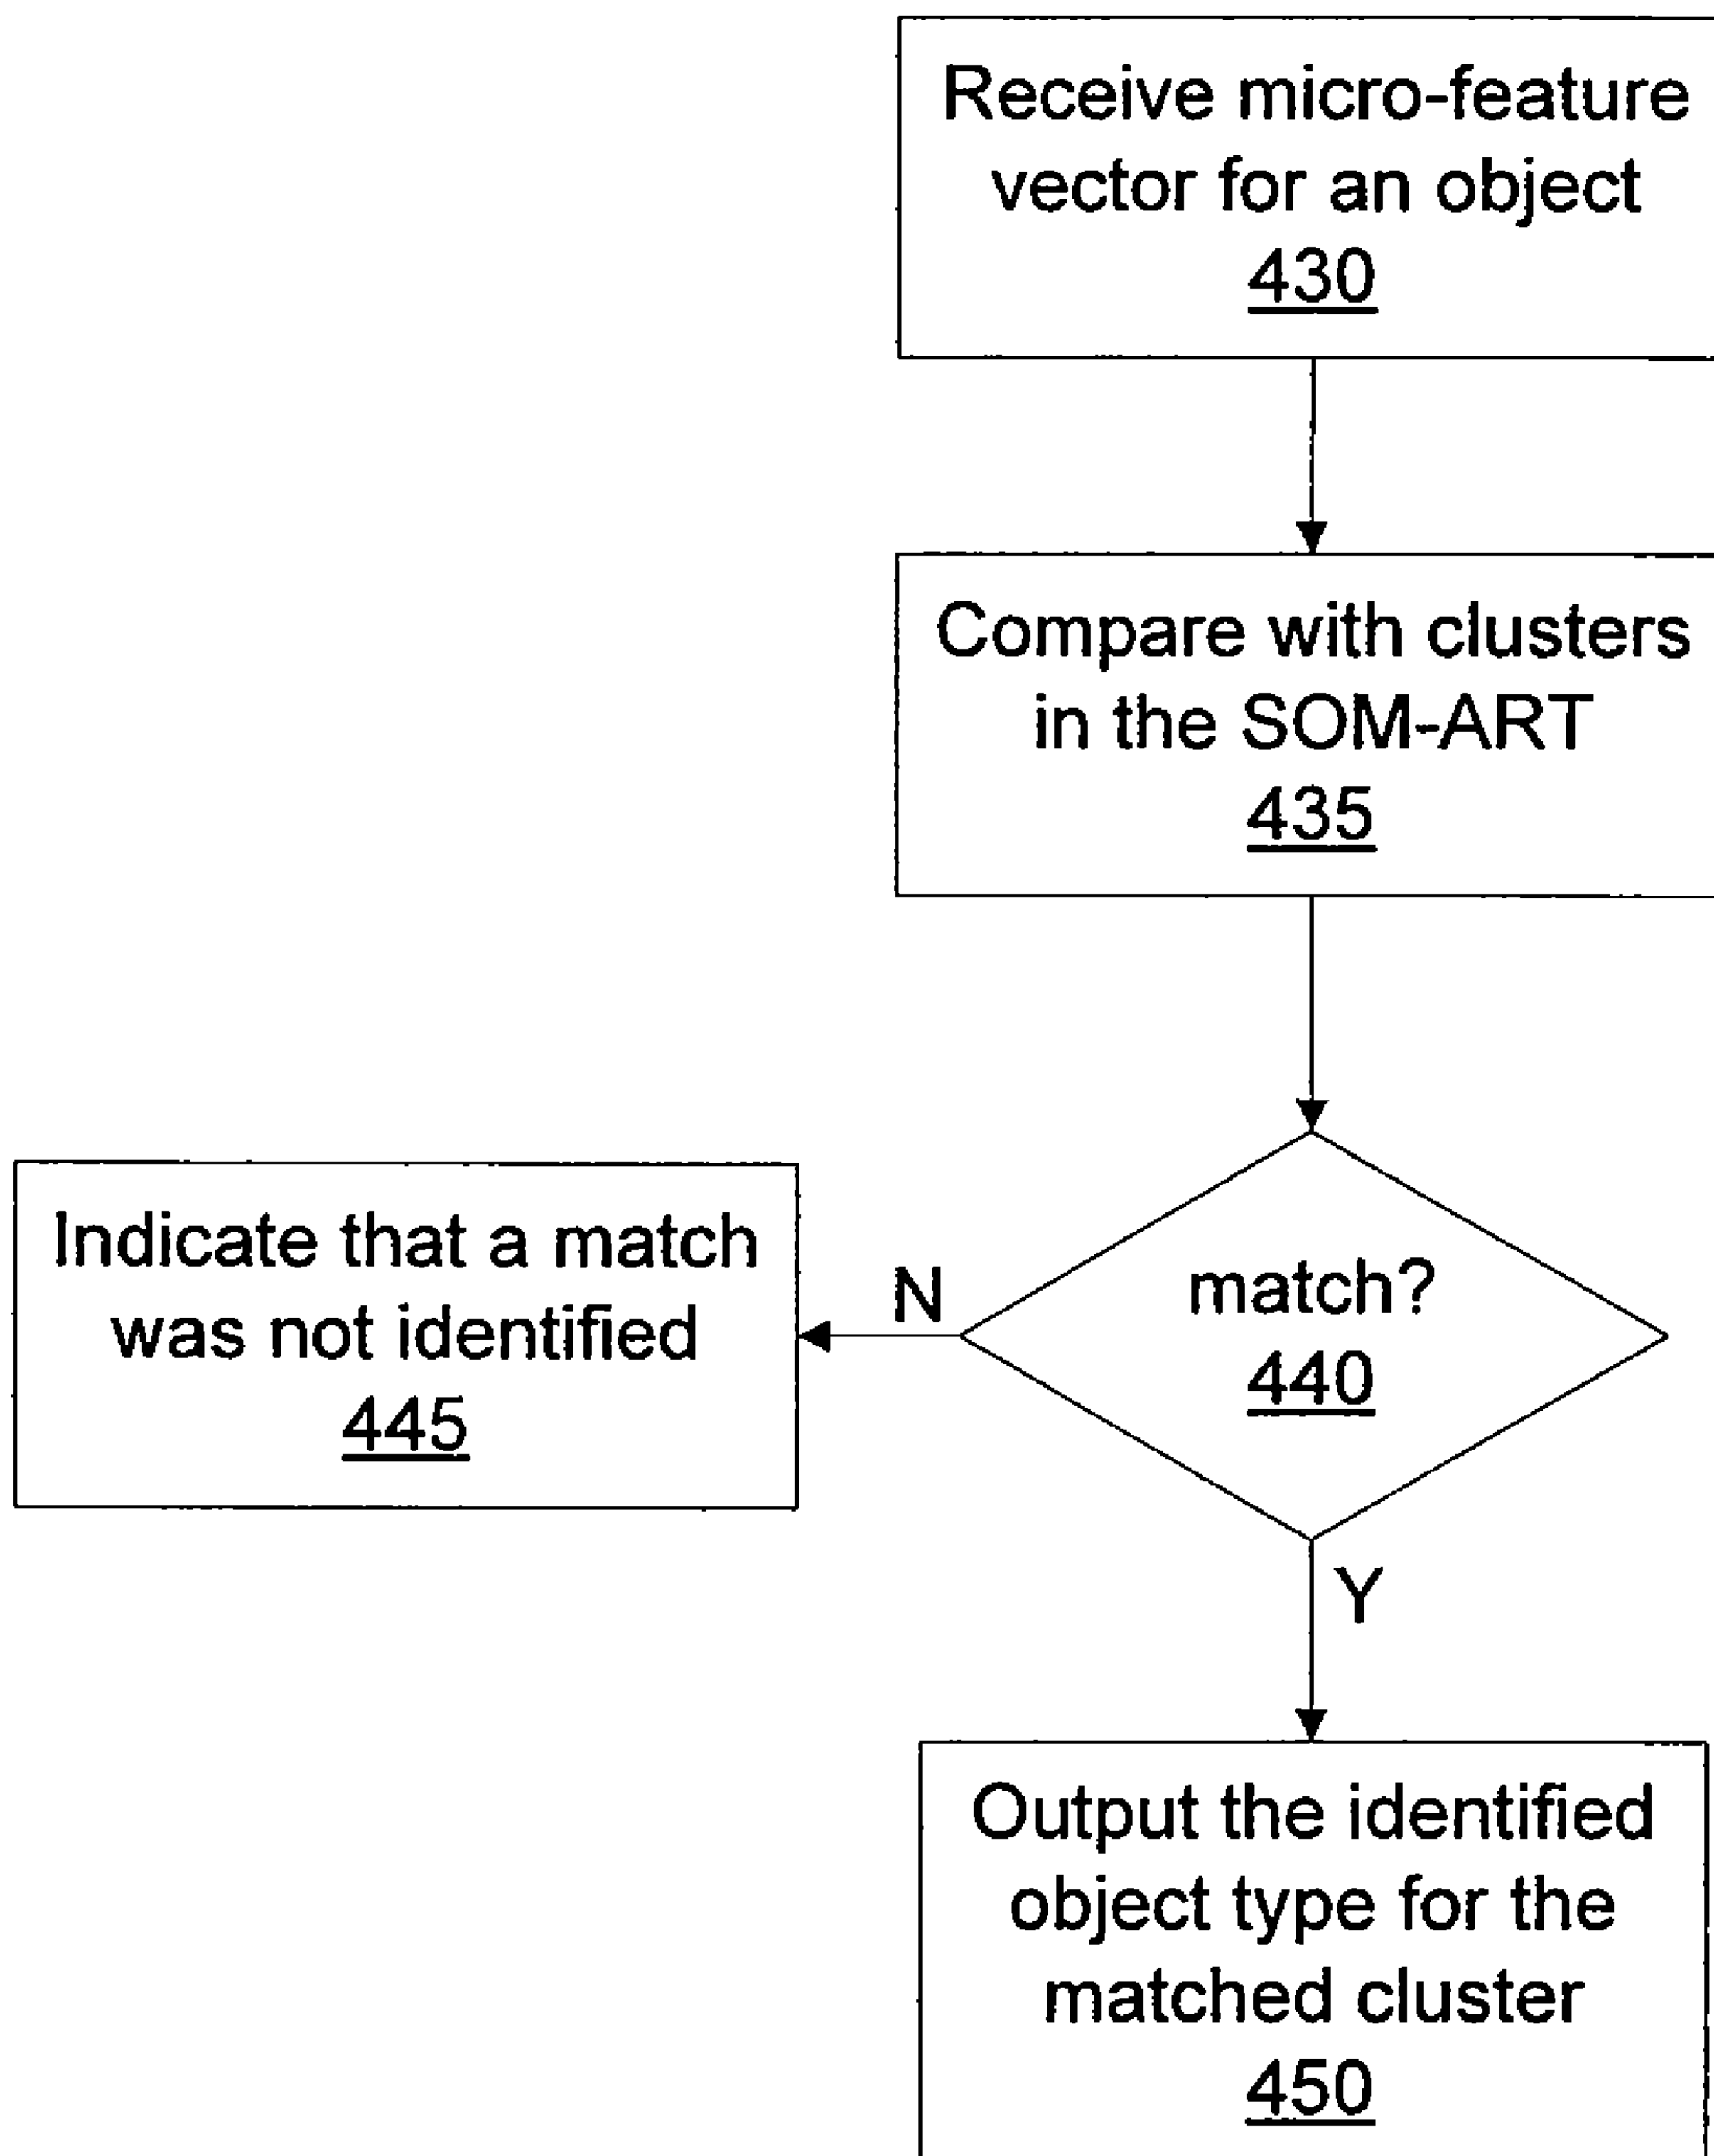 Receive micro-feature
vector for an object
430
Compare with clusters
in the SOM-ART
435
match?
440
N
Indicate that a match
was not identified
445
Y
Output the identified
object type for the
matched cluster
450